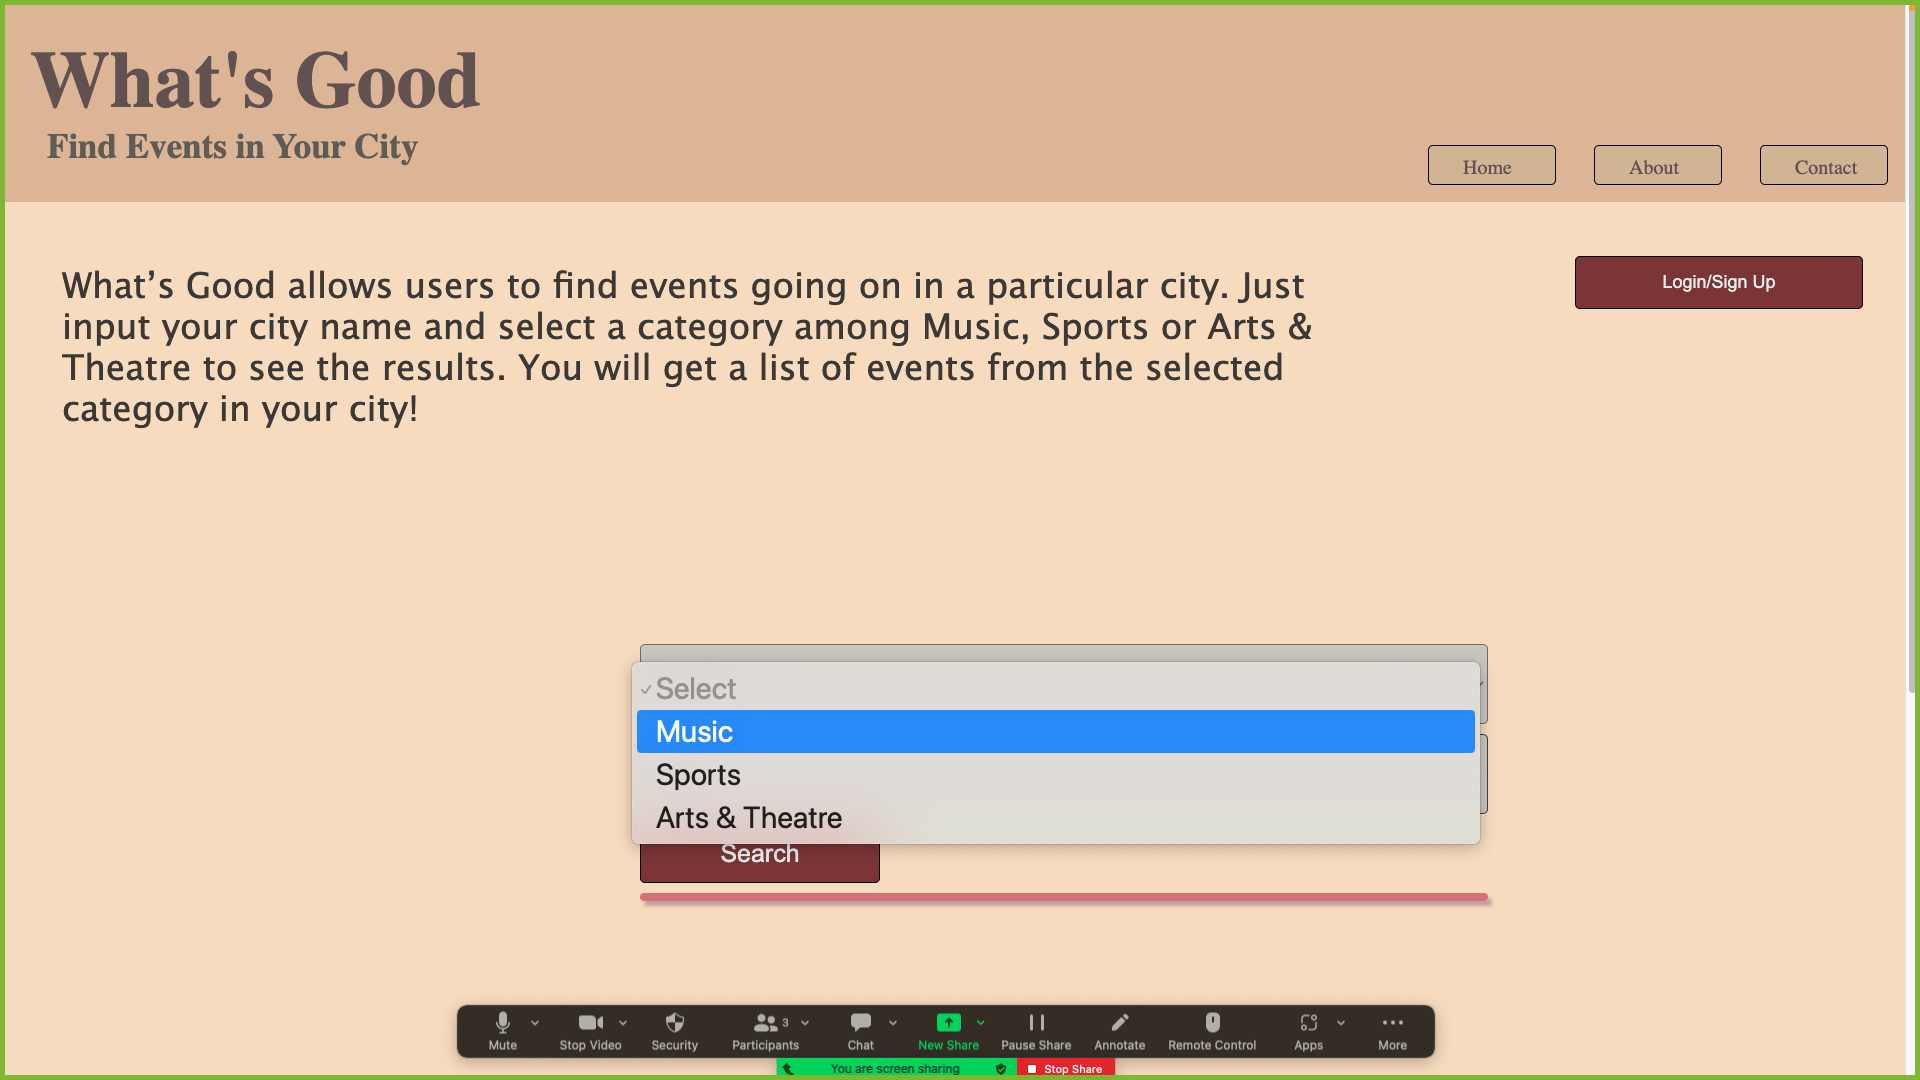 What's Good
Find Events in Your City
Home
About
Contact
What’s Good allows users to find events going on in a particular city. Just
input your city name and select a category among Music, Sports or Arts &
Theatre to see the results. You will get a list of events from the selected
category in your city!
Login/Sign Up
Select
Music
Sports
Arts & Theatre
Search
3
Mute
Stop Video
Security
Participants
Chat
New Share
Pause Share
Annotate
Remote Control
Apps
More
You are screen sharing
Stop Share